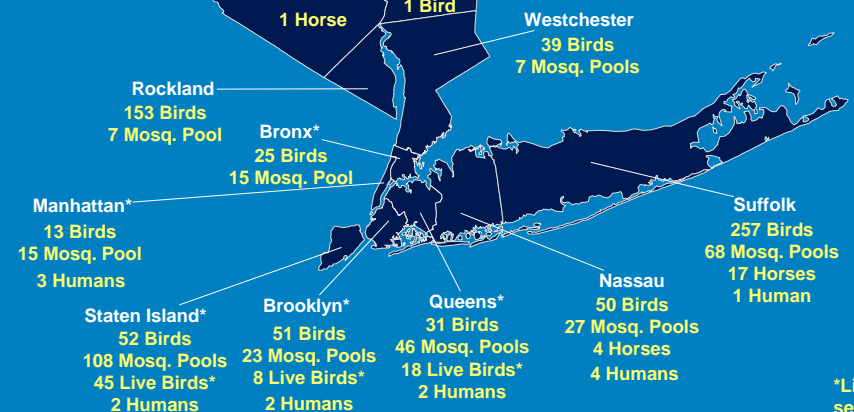 1 Horse
1 Bird
Westchester
39 Birds
7 Mosq. Pools
Rockland
153 Birds
7 Mosq. Pool
Bronx*
25 Birds
15 Mosq. Pool
Manhattan*
13 Birds
15 Mosq. Pool
3 Humans
Staten Island*
52 Birds
108 Mosq. Pools
45 Live Birds*
2 Humans
Brooklyn*
51 Birds
23 Mosq. Pools
8 Live Birds*
2 Humans
Queens*
31 Birds
46 Mosq. Pools
18 Live Birds*
2 Humans
Nassau
50 Birds
27 Mosq. Pools
4 Horses
4 Humans
Suffolk
257 Birds
68 Mosq. Pools
17 Horses
1 Human